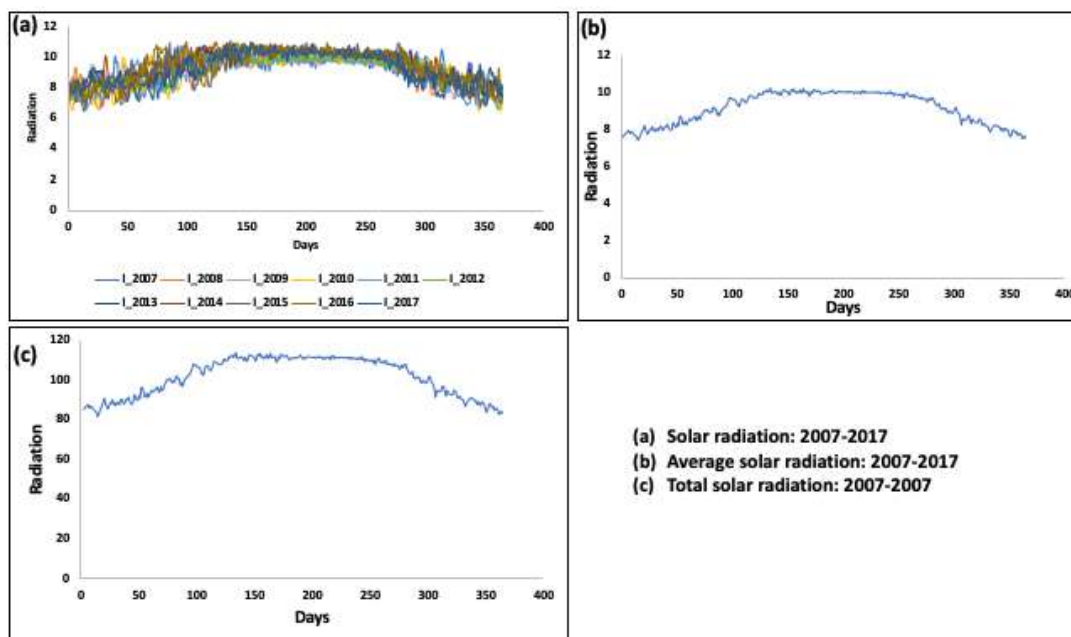 (a)
12
10
8
6
4
2
0
Radiation
0 50 100 150 200 250 300 350 400
Days
I_2007 I_2008 I_2009 I_2010 I_2011 I_2012
I_2013 I_2014 I_2015 I_2016 I_2017
(b)
12
10
8
6
4
2
0
Radiation
0 50 100 150 200 250 300 350 400
Days
(c)
120
100
80
60
40
20
0
Radiation
0 50 100 150 200 250 300 350 400
Days
(a) Solar radiation: 2007-2017
(b) Average solar radiation: 2007-2017
(c) Total solar radiation: 2007-2007